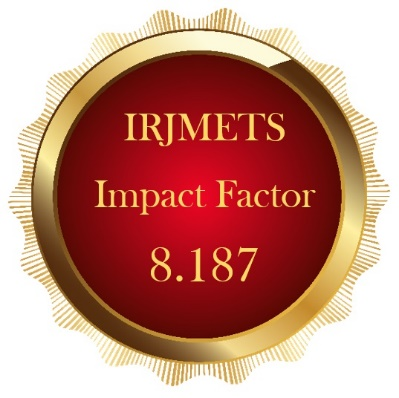 IRJMETS
Impact Factor
8.187